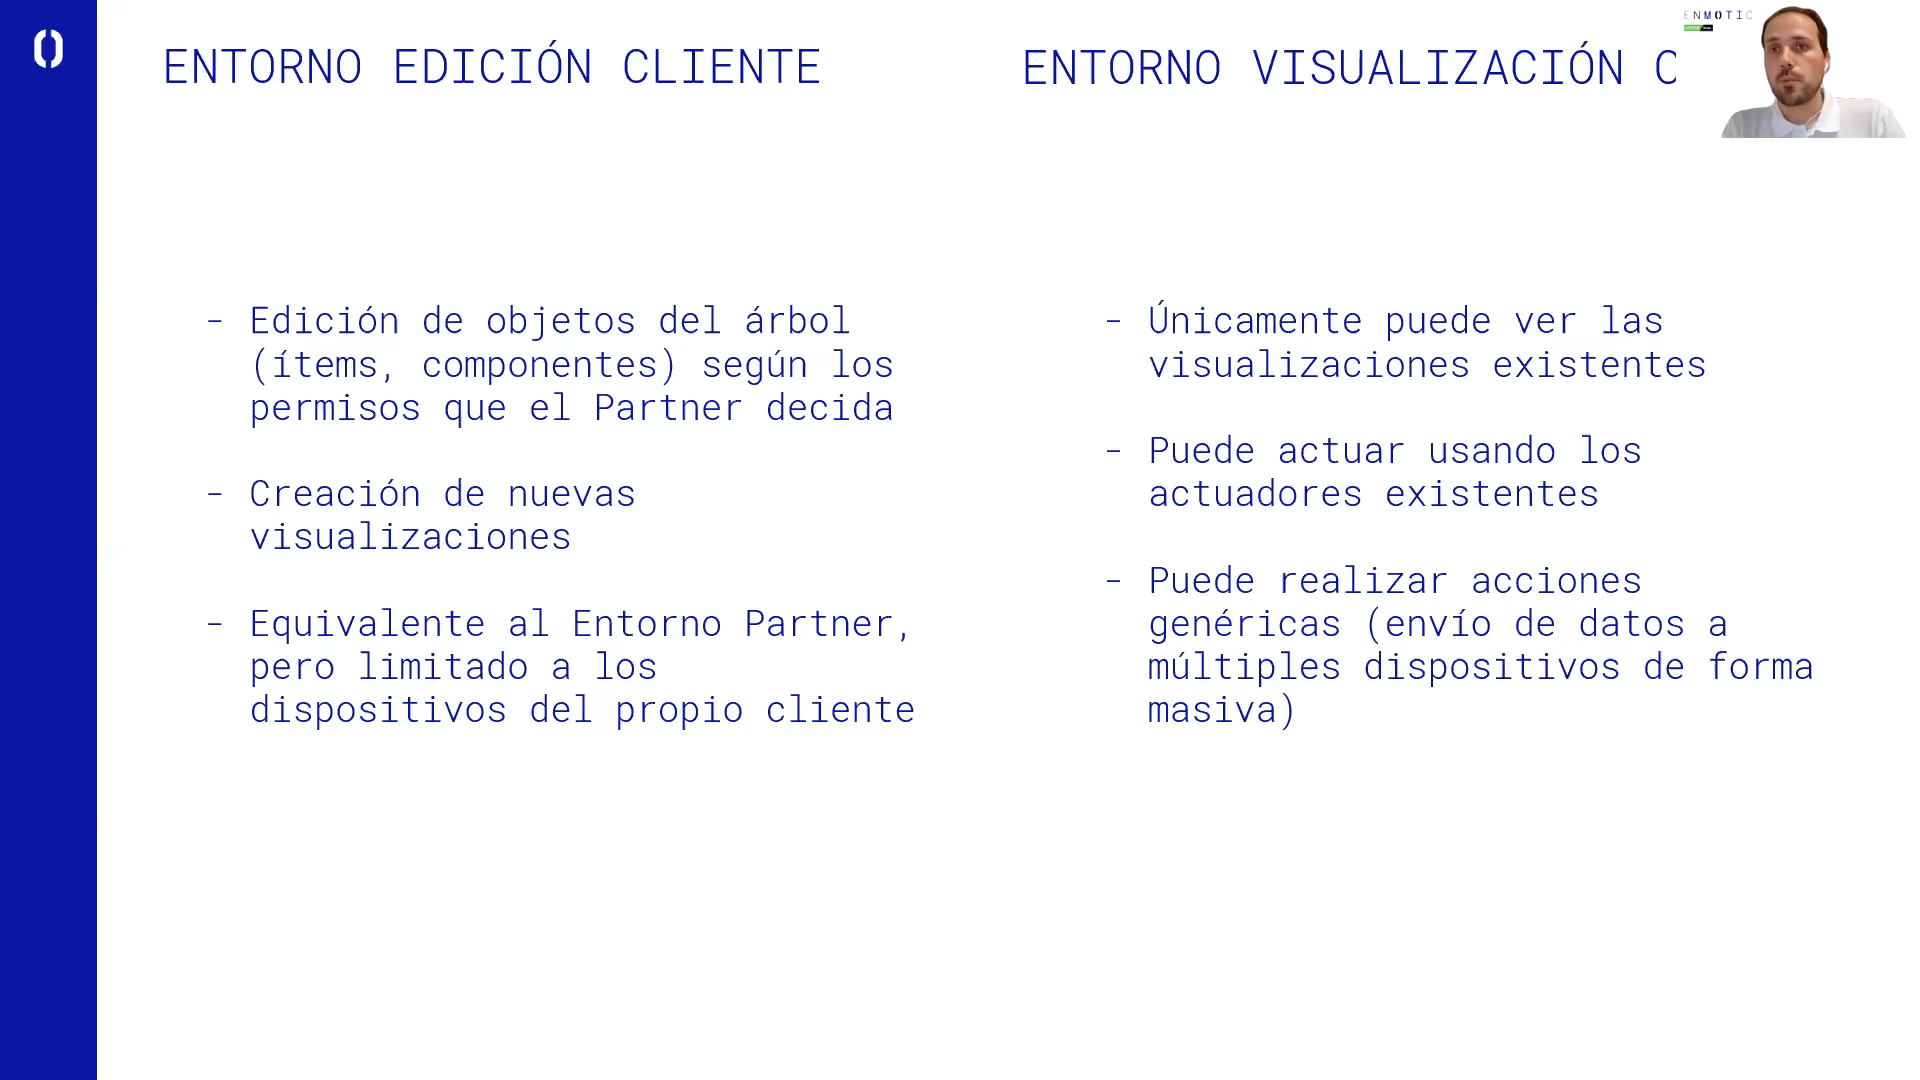 ENTORNO EDICIÓN CLIENTE
- Edición de objetos del árbol
(ítems, componentes) según los
permisos que el Partner decida
- Creación de nuevas
visualizaciones
- Equivalente al Entorno Partner,
pero limitado a los
dispositivos del propio cliente
ENTORNO VISUALIZACIÓN C
- Únicamente puede ver las
visualizaciones existentes
- Puede actuar usando los
actuadores existentes
- Puede realizar acciones
genéricas (envío de datos a
múltiples dispositivos de forma
masiva)
ENMOTIC